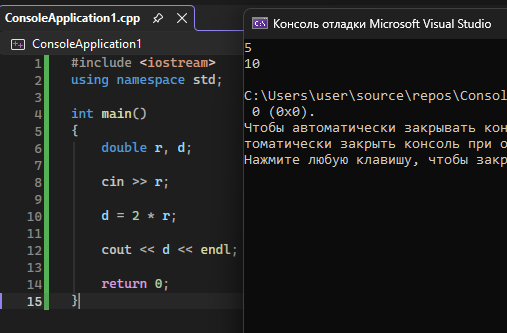 ConsoleApplication1.cpp
ConsoleApplication1
1 #include <iostream>
2 using namespace std;
3
4 int main()
5 {
6 double r, d;
7
8 cin >> r;
9
10 d = 2 * r;
11
12 cout << d << endl;
13
14 return 0;
15 }
Консоль отладки Microsoft Visual Studio
5
10
C:\Users\user\source\repos\Consol
0 (0x0).
Чтобы автоматически закрывать кон
томатически закрыть консоль при о
Нажмите любую клавишу, чтобы закр